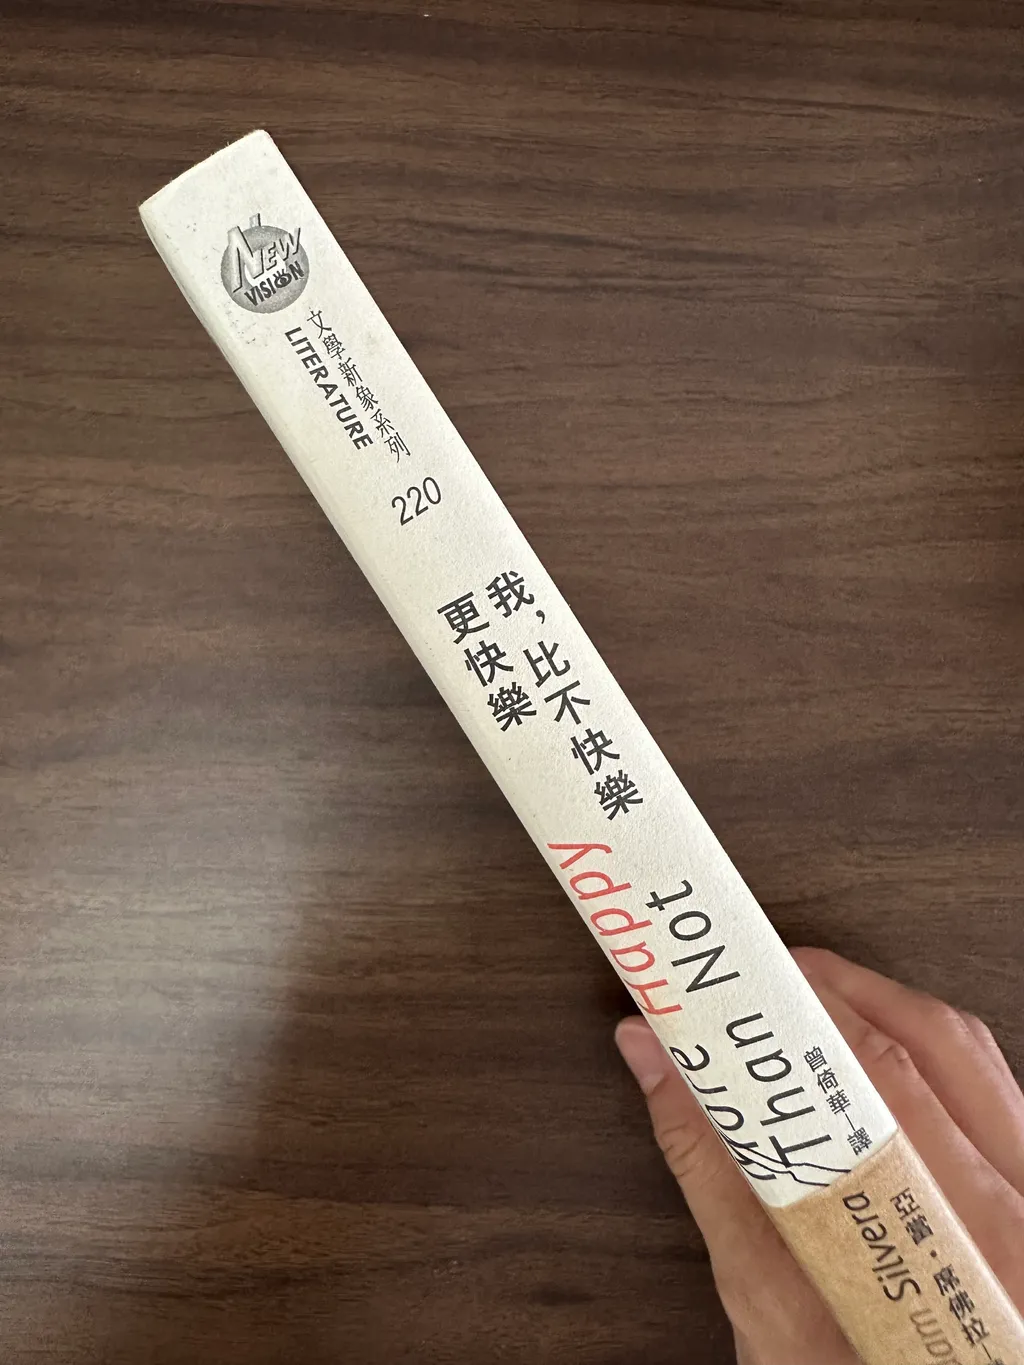 NEW
VISION
文學新象系列
LITERATURE
220
我，比不快樂
更快樂
More Happy
Than Not
曾倚華—譯
亞當·席佛拉
Silvera